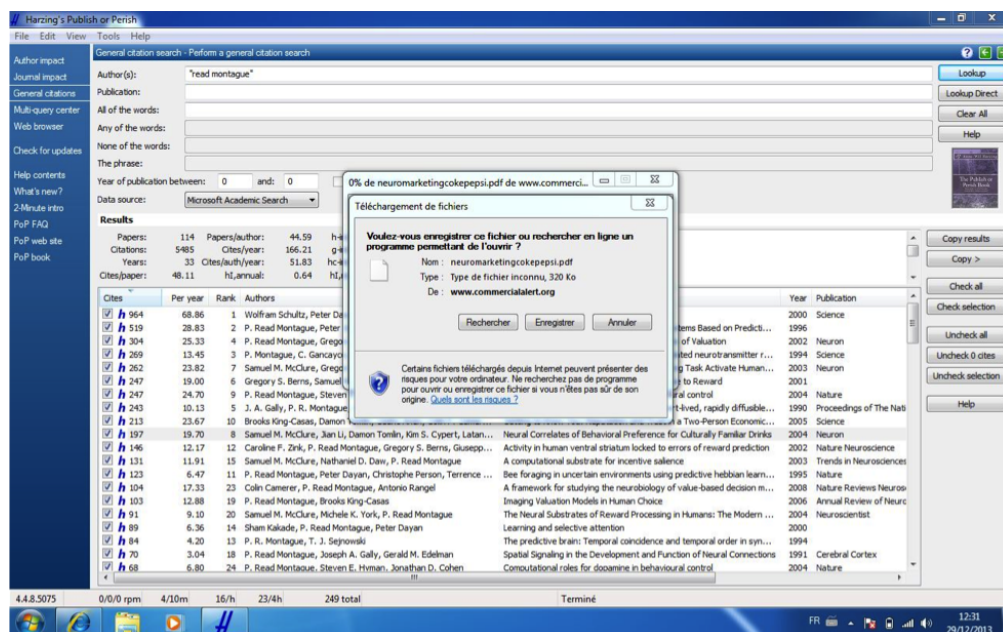 Harzing's Publish or Perish
File Edit View Tools Help
Author impact
Journal impact
General citations
Multi-query center
Web browser
Check for updates
Help contents
What's new?
2-Minute intro
PoP FAQ
PoP web site
PoP book
General citation search - Perform a general citation search
Author(s): "read montague"
Publication:
All of the words:
Any of the words:
None of the words:
The phrase:
Year of publication between: 0 and: 0
Data source: Microsoft Academic Search
Lookup
Lookup Direct
Clear All
Help
Results
Papers: 114 Papers/author: 44.59
Citations: 5485 Cites/year: 166.21
Years: 33 Cites/auth/year: 51.83
Cites/paper: 48.11 hI,annual: 0.64
Copy results
Copy >
Check all
Check selection
Uncheck all
Uncheck 0 cites
Uncheck selection
Help
0% de neuromarketingcokepepsi.pdf de www.commerci...
Téléchargement de fichiers
Voulez-vous enregistrer ce fichier ou rechercher en ligne un
programme permettant de l'ouvrir ?
Nom : neuromarketingcokepepsi.pdf
Type : Type de fichier inconnu, 320 Ko
De : www.commercialalert.org
Rechercher Enregistrer Annuler
Certains fichiers téléchargés depuis Internet peuvent présenter des
risques pour votre ordinateur. Ne recherchez pas de programme
pour ouvrir ou enregistrer ce fichier si vous n'êtes pas sûr de son
origine. Quels sont les risques ?
Cites Per year Rank Authors Year Publication
h 964 68.86 1 Wolfram Schultz, Peter Da 2000 Science
h 519 28.83 2 P. Read Montague, Peter tems Based on Predicti... 1996
h 304 25.33 4 P. Read Montague, Grego of Valuation 2002 Neuron
h 269 13.45 3 P. Montague, C. Gancayc ted neurotransmitter r... 1994 Science
h 262 23.82 7 Samuel M. McClure, Grego g Task Activate Human... 2003 Neuron
h 247 19.00 6 Gregory S. Berns, Samuel e to Reward 2001
h 247 24.70 9 P. Read Montague, Steven ural control 2004 Nature
h 243 10.13 5 J. A. Gally, P. R. Montague t-lived, rapidly diffusible... 1990 Proceedings of The Nati
h 213 23.67 10 Brooks King-Casas, Damon a Two-Person Economic... 2005 Science
h 197 19.70 8 Samuel M. McClure, Jian Li, Damon Tomlin, Kim S. Cypert, Latan... Neural Correlates of Behavioral Preference for Culturally Familiar Drinks 2004 Neuron
h 146 12.17 12 Caroline F. Zink, P. Read Montague, Gregory S. Berns, Giusepp... Activity in human ventral striatum locked to errors of reward prediction 2002 Nature Neuroscience
h 131 11.91 15 Samuel M. McClure, Nathaniel D. Daw, P. Read Montague A computational substrate for incentive salience 2003 Trends in Neurosciences
h 123 6.47 11 P. Read Montague, Peter Dayan, Christophe Person, Terrence ... Bee foraging in uncertain environments using predictive hebbian learn... 1995 Nature
h 104 17.33 23 Colin Camerer, P. Read Montague, Antonio Rangel A framework for studying the neurobiology of value-based decision m... 2008 Nature Reviews Neuros
h 103 12.88 19 P. Read Montague, Brooks King-Casas Imaging Valuation Models in Human Choice 2006 Annual Review of Neuro
h 91 9.10 20 Samuel M. McClure, Michele K. York, P. Read Montague The Neural Substrates of Reward Processing in Humans: The Modern ... 2004 Neuroscientist
h 89 6.36 14 Sham Kakade, P. Read Montague, Peter Dayan Learning and selective attention 2000
h 84 4.20 13 P. R. Montague, T. J. Sejnowski The predictive brain: Temporal coincidence and temporal order in syn... 1994
h 70 3.04 18 P. Read Montague, Joseph A. Gally, Gerald M. Edelman Spatial Signaling in the Development and Function of Neural Connections 1991 Cerebral Cortex
h 68 6.80 24 P. Read Montague, Steven E. Hyman, Jonathan D. Cohen Computational roles for dopamine in behavioural control 2004 Nature
4.4.8.5075 0/0/0 rpm 4/10m 16/h 23/4h 249 total Terminé
FR 12:31
29/12/2013